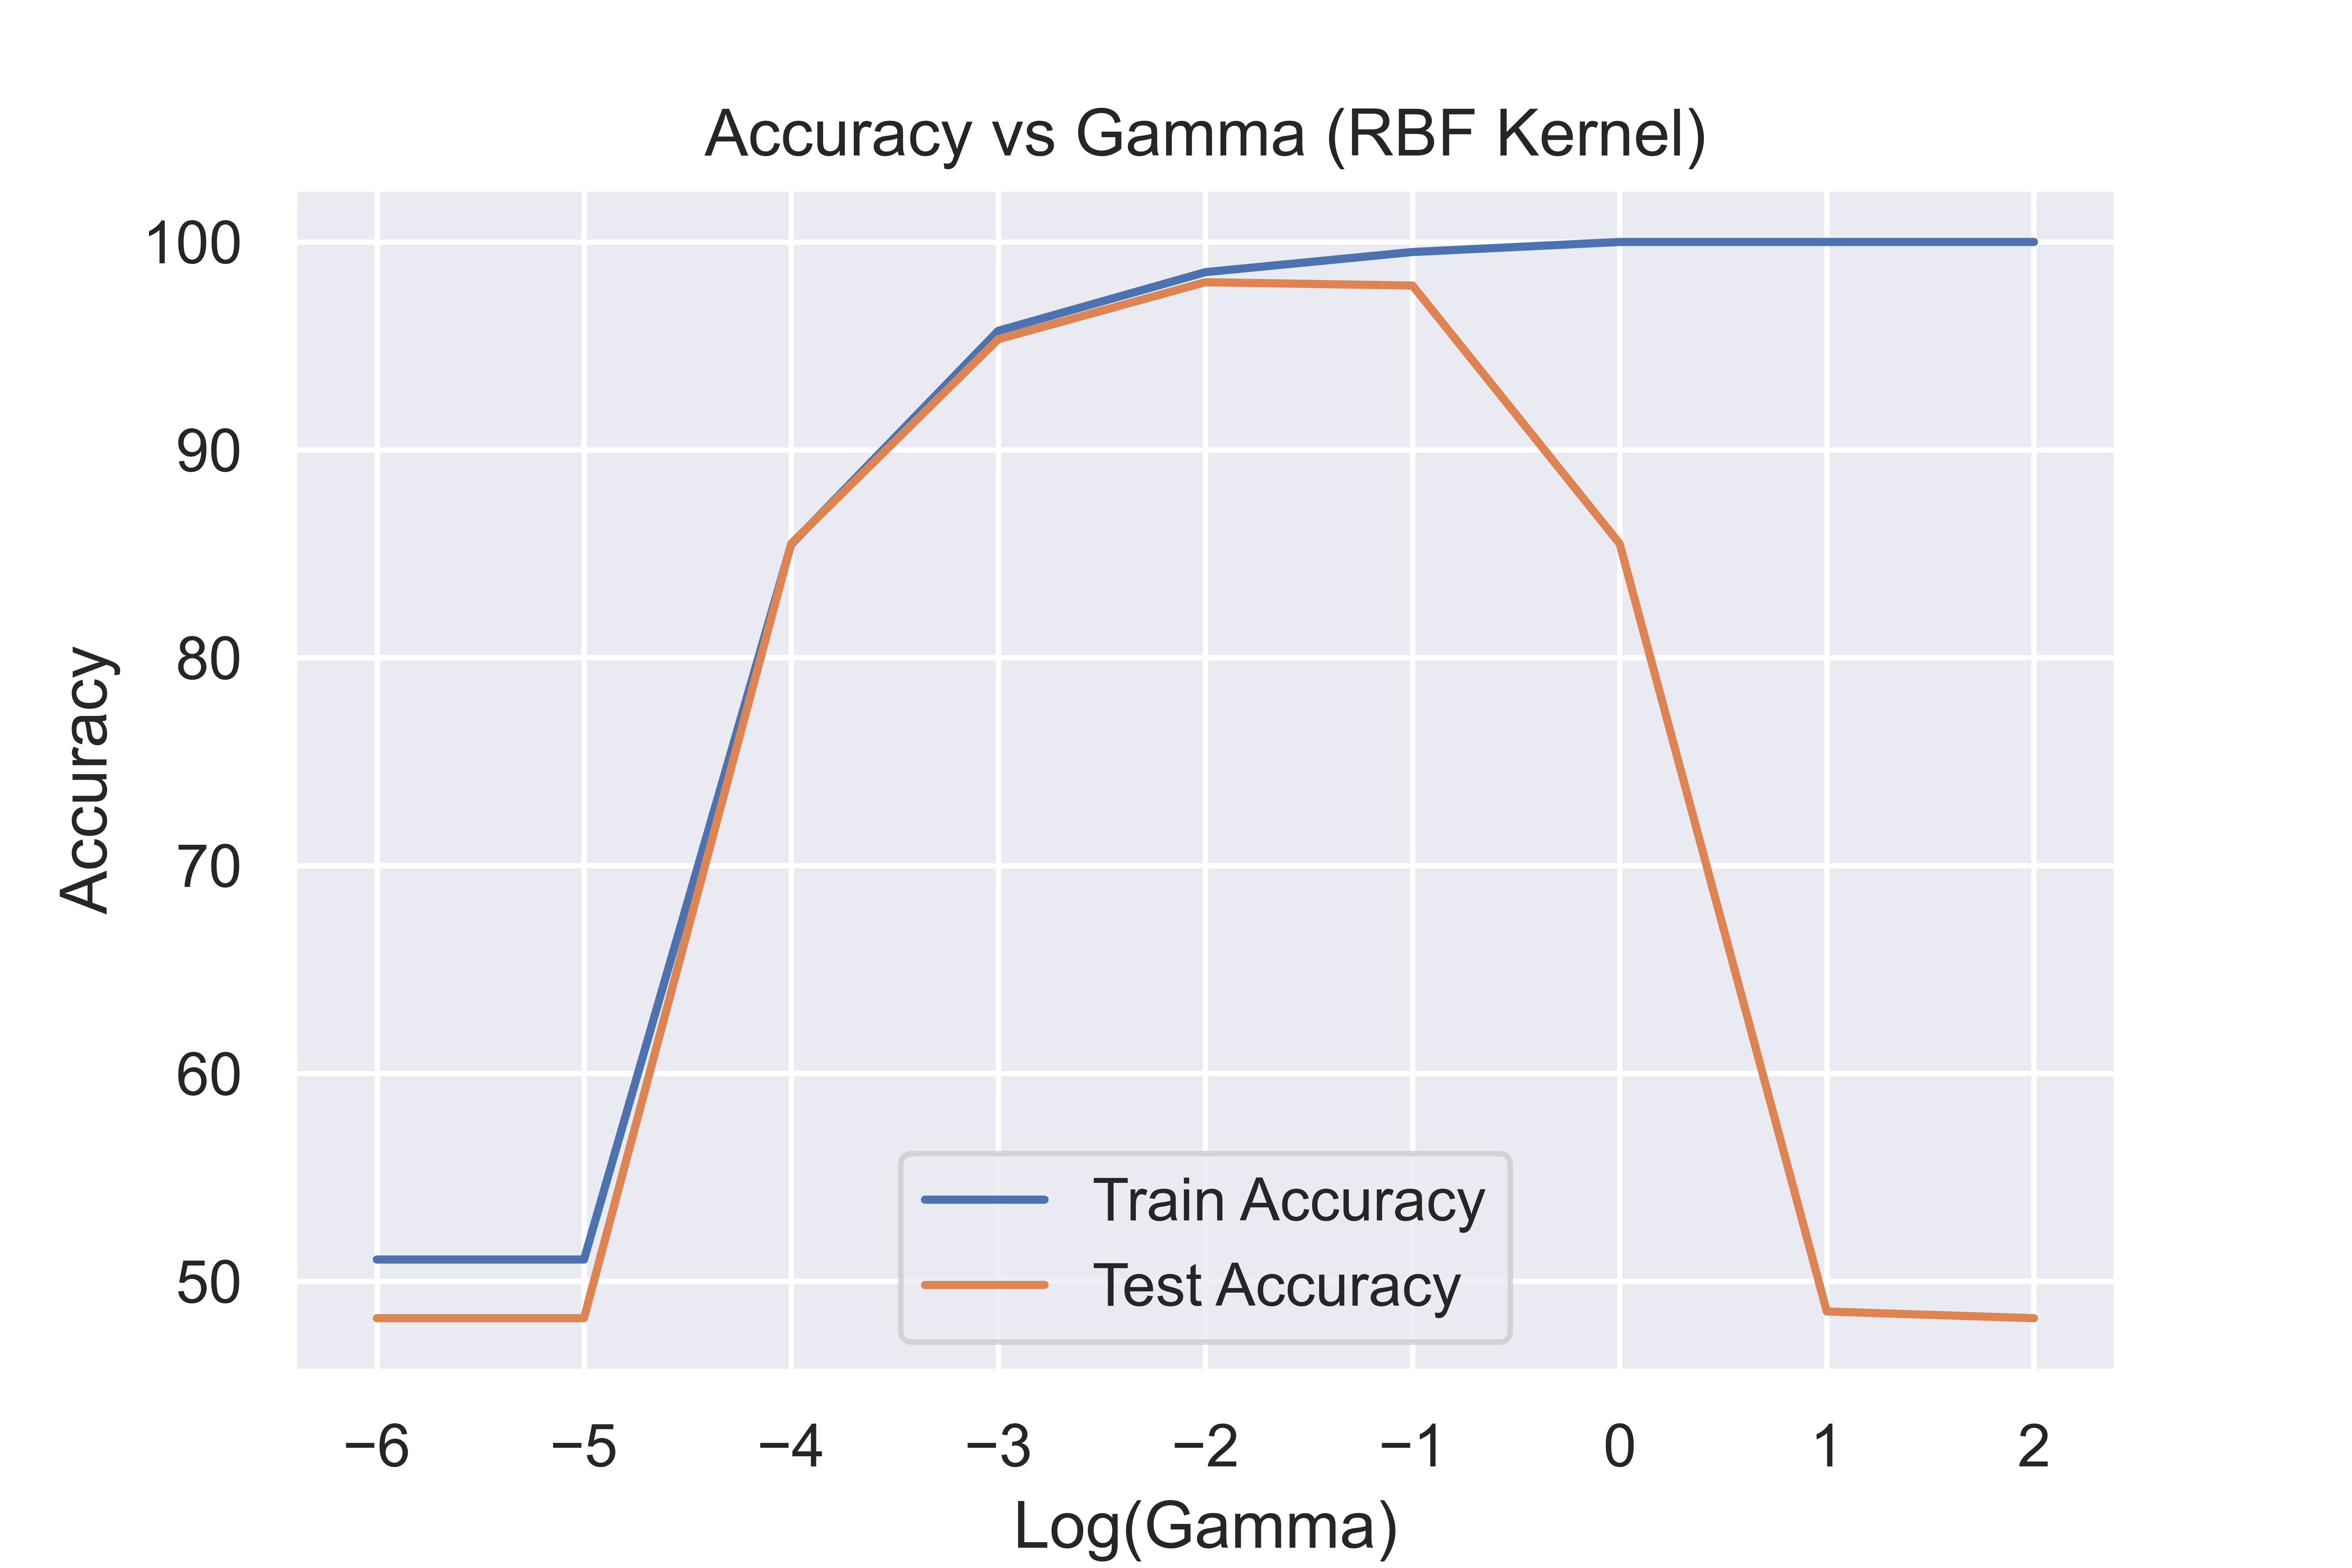 Accuracy vs Gamma (RBF Kernel)
100
90
80
70
60
50
Accuracy
Train Accuracy
Test Accuracy
−6 −5 −4 −3 −2 −1 0 1 2
Log(Gamma)